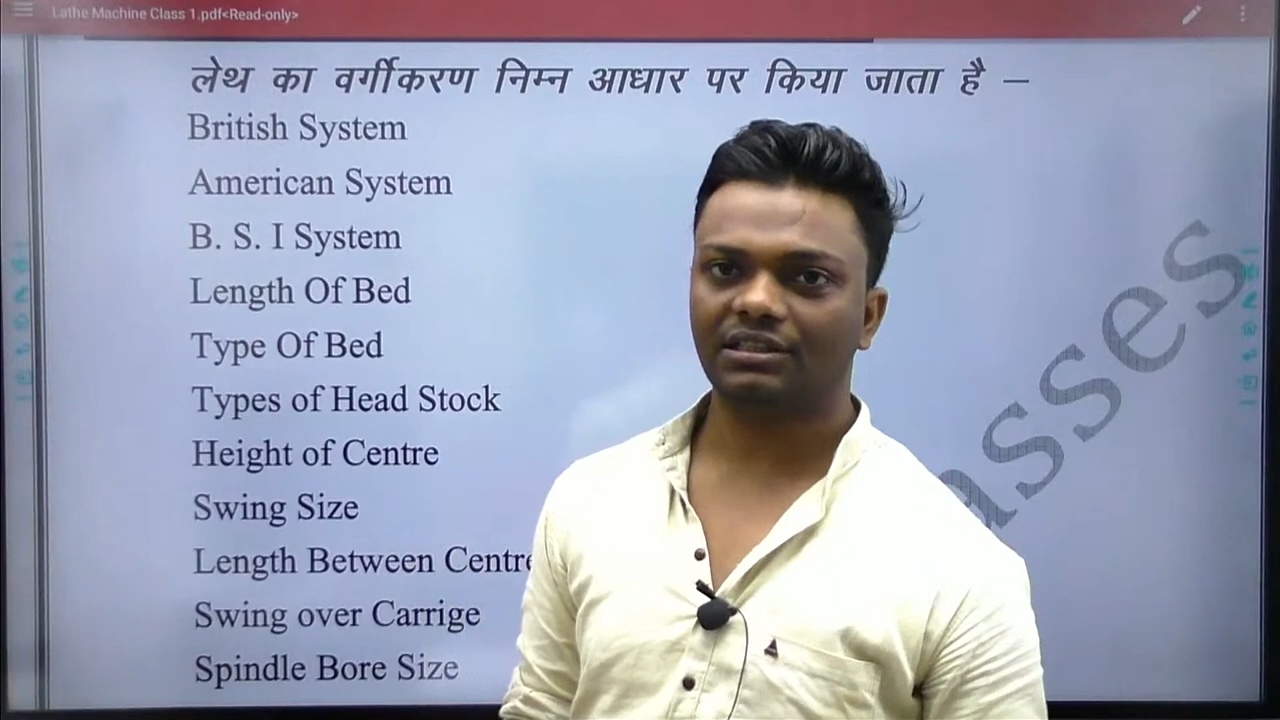 Lathe Machine Class 1.pdf<Read-only>
लेथ का वर्गीकरण निम्न आधार पर किया जाता है –
British System
American System
B. S. I System
Length Of Bed
Type Of Bed
Types of Head Stock
Height of Centre
Swing Size
Length Between Centre
Swing over Carrige
Spindle Bore Size
asses